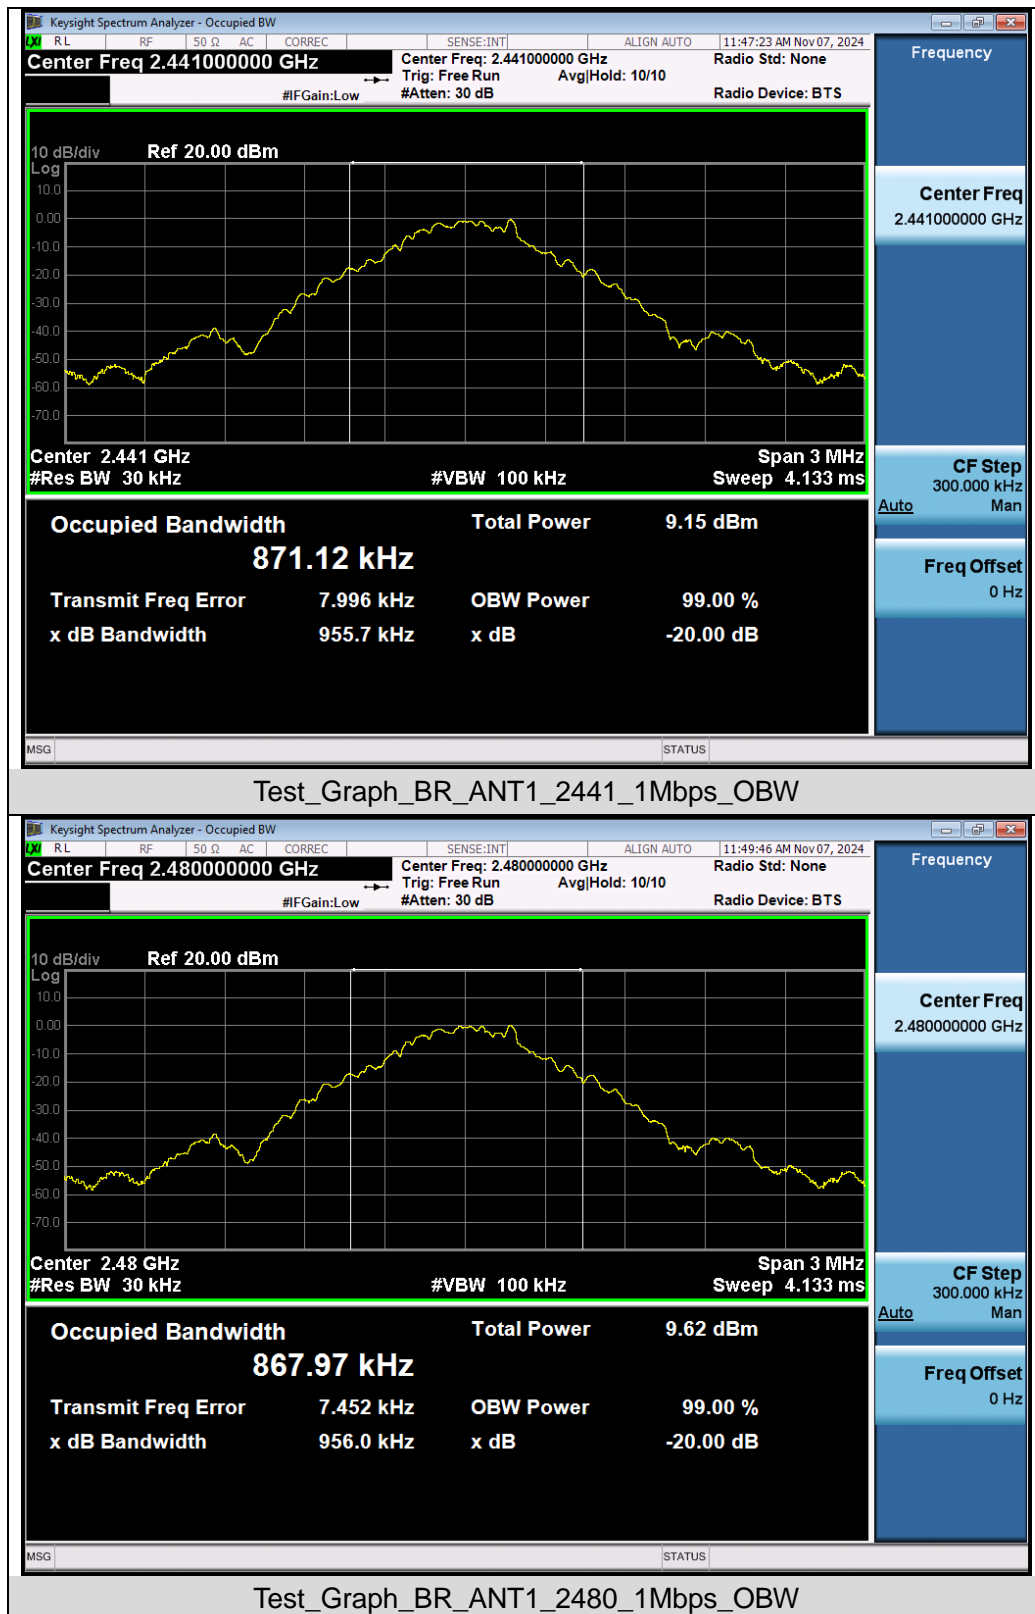 Keysight Spectrum Analyzer - Occupied BW
LXI RL RF 50 Ω AC CORREC SENSE:INT ALIGN AUTO 11:47:23 AM Nov 07, 2024
Center Freq 2.441000000 GHz
Center Freq: 2.441000000 GHz
Radio Std: None
Trig: Free Run Avg|Hold: 10/10
#IFGain:Low
#Atten: 30 dB
Radio Device: BTS
Frequency
10 dB/div Ref 20.00 dBm
Log
10.0
0.00
-10.0
-20.0
-30.0
-40.0
-50.0
-60.0
-70.0
Center 2.441 GHz Span 3 MHz
#Res BW 30 kHz #VBW 100 kHz Sweep 4.133 ms
Center Freq
2.441000000 GHz
CF Step
300.000 kHz
Auto Man
Freq Offset
0 Hz
Occupied Bandwidth Total Power 9.15 dBm
871.12 kHz
Transmit Freq Error 7.996 kHz OBW Power 99.00 %
x dB Bandwidth 955.7 kHz x dB -20.00 dB
MSG STATUS
Test_Graph_BR_ANT1_2441_1Mbps_OBW
Keysight Spectrum Analyzer - Occupied BW
LXI RL RF 50 Ω AC CORREC SENSE:INT ALIGN AUTO 11:49:46 AM Nov 07, 2024
Center Freq 2.480000000 GHz
Center Freq: 2.480000000 GHz
Radio Std: None
Trig: Free Run Avg|Hold: 10/10
#IFGain:Low
#Atten: 30 dB
Radio Device: BTS
Frequency
10 dB/div Ref 20.00 dBm
Log
10.0
0.00
-10.0
-20.0
-30.0
-40.0
-50.0
-60.0
-70.0
Center 2.48 GHz Span 3 MHz
#Res BW 30 kHz #VBW 100 kHz Sweep 4.133 ms
Center Freq
2.480000000 GHz
CF Step
300.000 kHz
Auto Man
Freq Offset
0 Hz
Occupied Bandwidth Total Power 9.62 dBm
867.97 kHz
Transmit Freq Error 7.452 kHz OBW Power 99.00 %
x dB Bandwidth 956.0 kHz x dB -20.00 dB
MSG STATUS
Test_Graph_BR_ANT1_2480_1Mbps_OBW